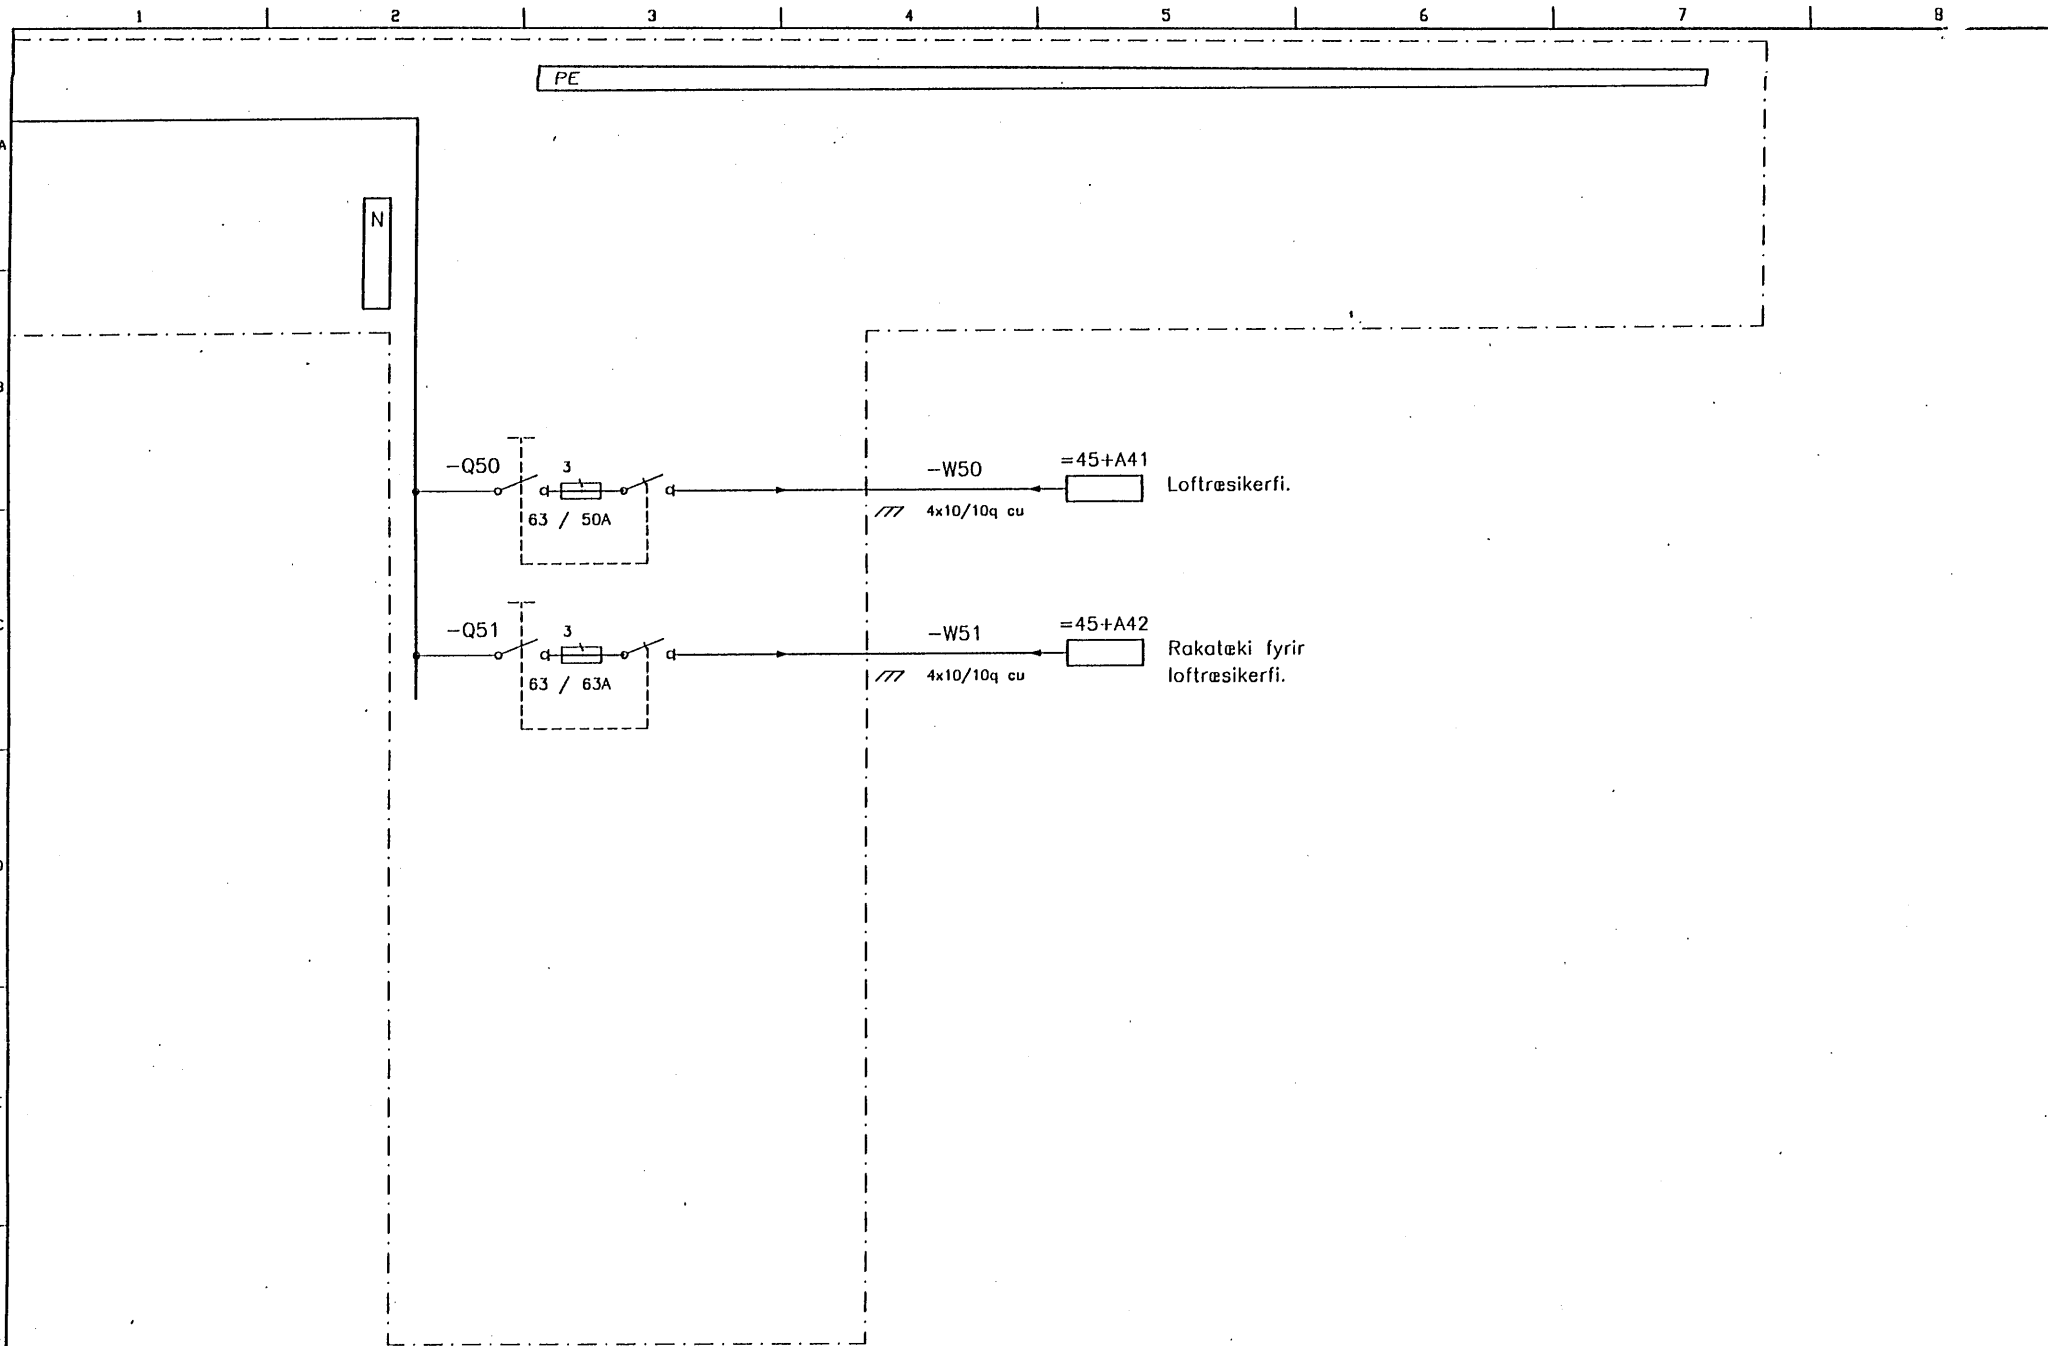 1 2 3 4 5 6 7 8
PE
A
N
B
-Q50 3 -W50 =45+A41 Loftræsikerfi.
63 / 50A 4x10/10q cu
C
-Q51 3 -W51 =45+A42 Rakatæki fyrir
63 / 63A 4x10/10q cu loftræsikerfi.
D